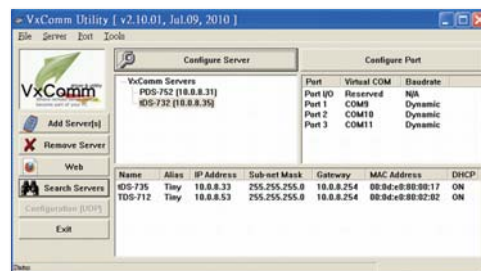 VxComm Utility [ v2.10.01, Jul.09, 2010 ]
File Server Port Tools
VxComm
Add Server(s)
Remove Server
Web
Search Servers
Configuration (UDP)
Exit
Configure Server
VxComm Servers
PDS-752 (10.0.8.31)
tDS-732 (10.0.8.35)
Configure Port
Port Virtual COM Baudrate
Port I/O Reserved N/A
Port 1 COM9 Dynamic
Port 2 COM10 Dynamic
Port 3 COM11 Dynamic
Name Alias IP Address Sub-net Mask Gateway MAC Address DHCP
tDS-735 Tiny 10.0.8.33 255.255.255.0 10.0.8.254 00:0d:e0:80:00:17 ON
TDS-712 Tiny 10.0.8.53 255.255.255.0 10.0.8.254 00:0d:e0:80:02:02 ON
Status